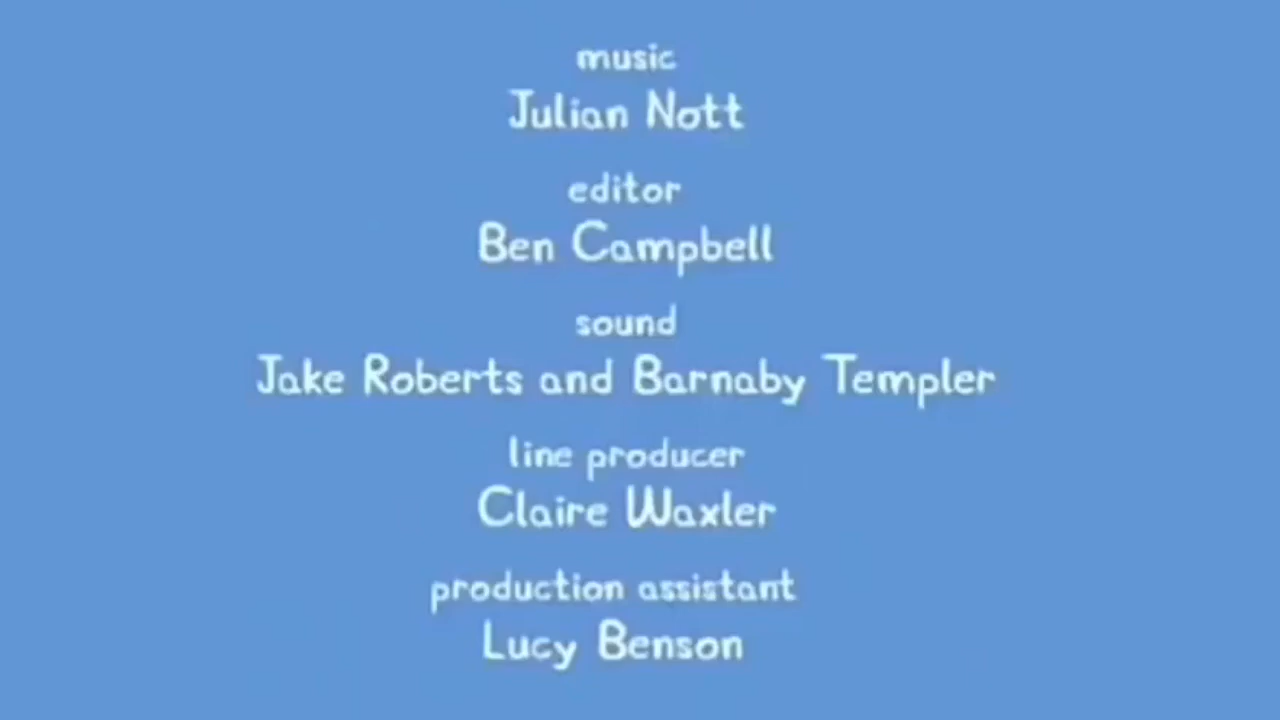 music
Julian Nott
editor
Ben Campbell
sound
Jake Roberts and Barnaby Templer
line producer
Claire Waxler
production assistant
Lucy Benson